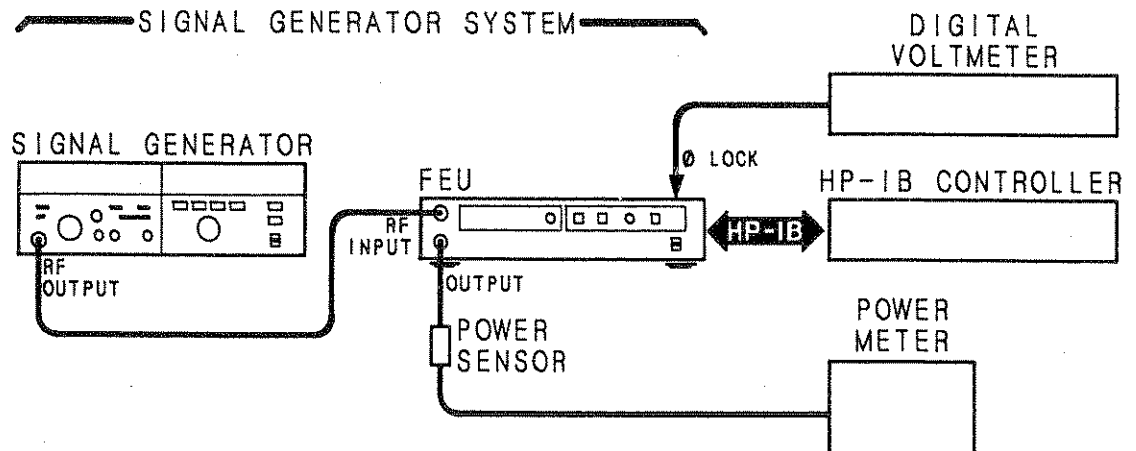 SIGNAL GENERATOR SYSTEM
DIGITAL
VOLTMETER
SIGNAL GENERATOR
Ø LOCK
FEU
HP-IB CONTROLLER
RF
INPUT
HP-IB
RF
OUTPUT
OUTPUT
POWER
SENSOR
POWER
METER